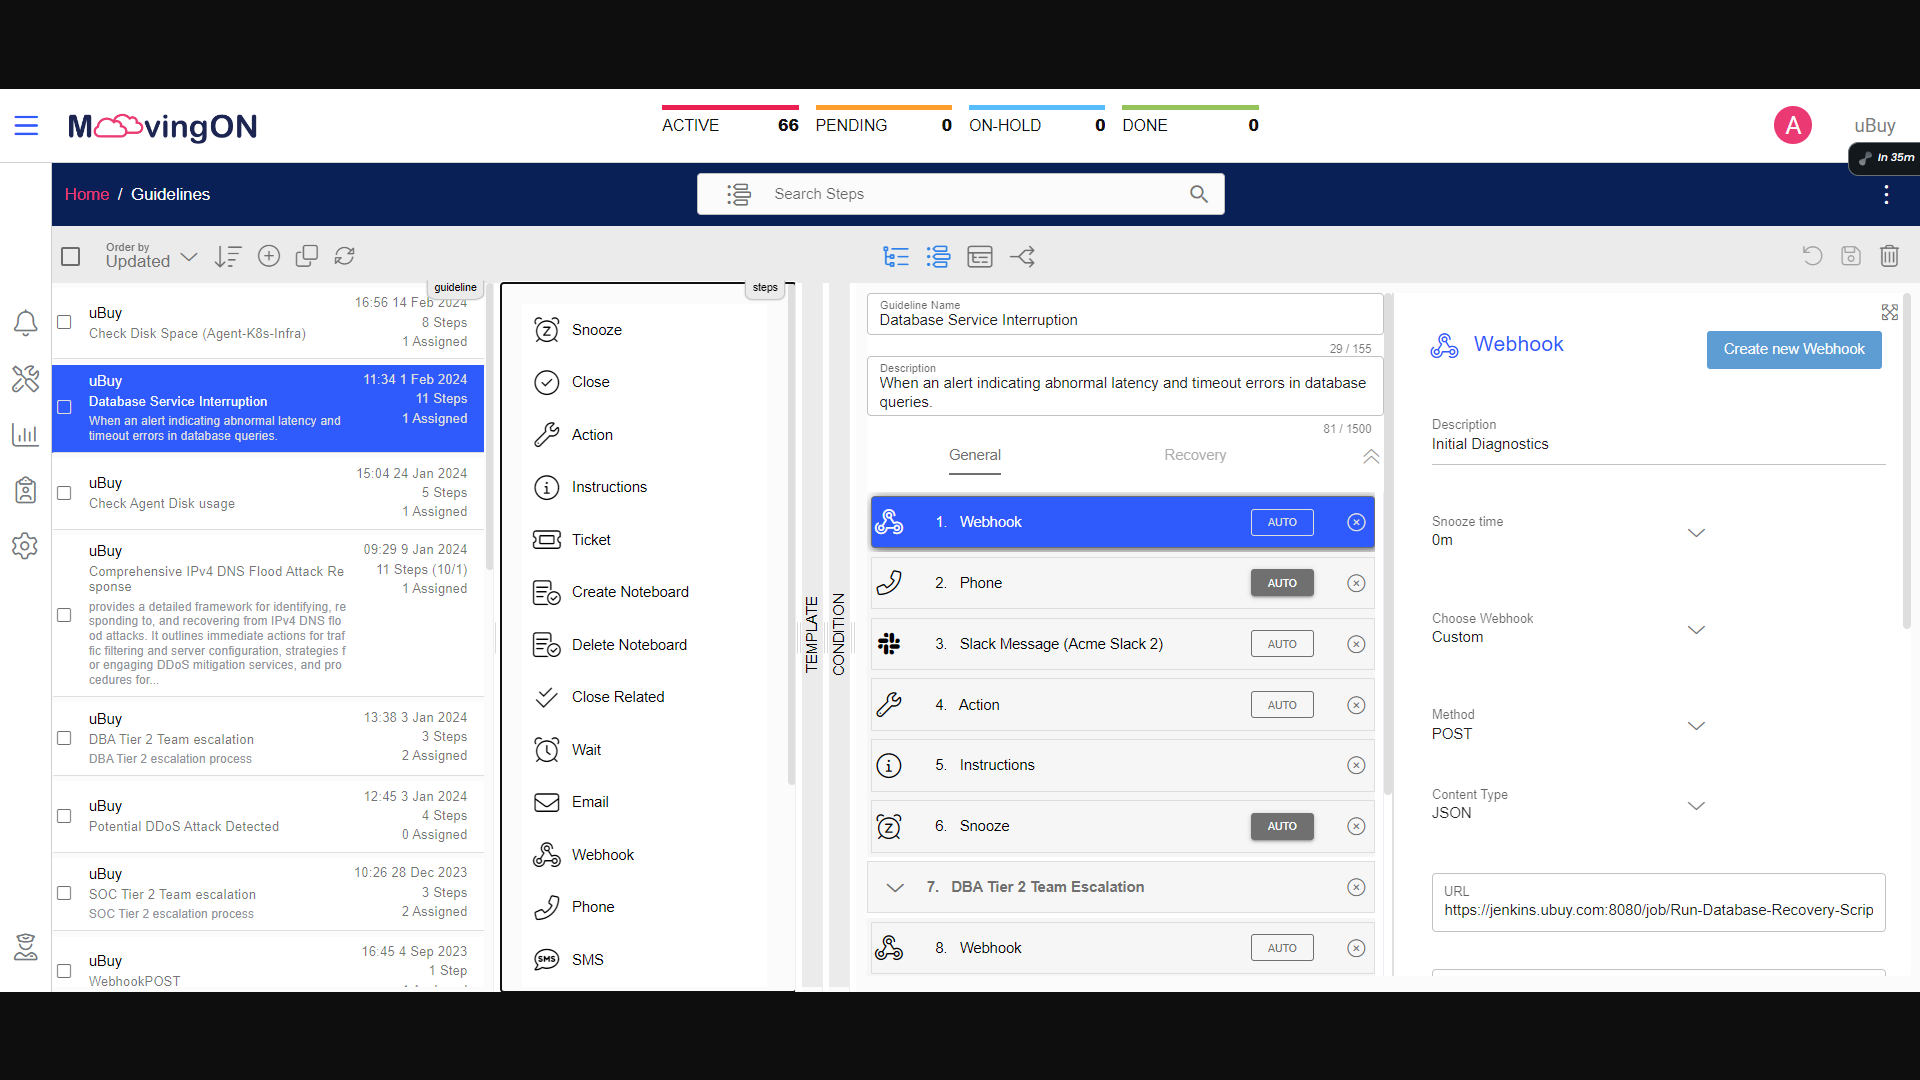 MoovingON
ACTIVE 66
PENDING 0
ON-HOLD 0
DONE 0
A
uBuy
In 35m
Home / Guidelines
Search Steps
Order by
Updated
guideline
uBuy
Check Disk Space (Agent-K8s-Infra)
16:56 14 Feb 2024
8 Steps
1 Assigned
uBuy
Database Service Interruption
When an alert indicating abnormal latency and
timeout errors in database queries.
11:34 1 Feb 2024
11 Steps
1 Assigned
uBuy
Check Agent Disk usage
15:04 24 Jan 2024
5 Steps
1 Assigned
uBuy
Comprehensive IPv4 DNS Flood Attack Re
sponse
provides a detailed framework for identifying, re
sponding to, and recovering from IPv4 DNS flo
od attacks. It outlines immediate actions for traf
fic filtering and server configuration, strategies f
or engaging DDoS mitigation services, and pro
cedures for...
09:29 9 Jan 2024
11 Steps (10/1)
1 Assigned
uBuy
DBA Tier 2 Team escalation
DBA Tier 2 escalation process
13:38 3 Jan 2024
3 Steps
2 Assigned
uBuy
Potential DDoS Attack Detected
12:45 3 Jan 2024
4 Steps
0 Assigned
uBuy
SOC Tier 2 Team escalation
SOC Tier 2 escalation process
10:26 28 Dec 2023
3 Steps
2 Assigned
uBuy
WebhookPOST
16:45 4 Sep 2023
1 Step
steps
Snooze
Close
Action
Instructions
Ticket
Create Noteboard
Delete Noteboard
Close Related
Wait
Email
Webhook
Phone
SMS
TEMPLATE
CONDITION
Guideline Name
Database Service Interruption
29 / 155
Description
When an alert indicating abnormal latency and timeout errors in database
queries.
81 / 1500
General
Recovery
1. Webhook AUTO
2. Phone AUTO
3. Slack Message (Acme Slack 2) AUTO
4. Action AUTO
5. Instructions
6. Snooze AUTO
7. DBA Tier 2 Team Escalation
8. Webhook AUTO
Webhook
Create new Webhook
Description
Initial Diagnostics
Snooze time
0m
Choose Webhook
Custom
Method
POST
Content Type
JSON
URL
https://jenkins.ubuy.com:8080/job/Run-Database-Recovery-Scrip